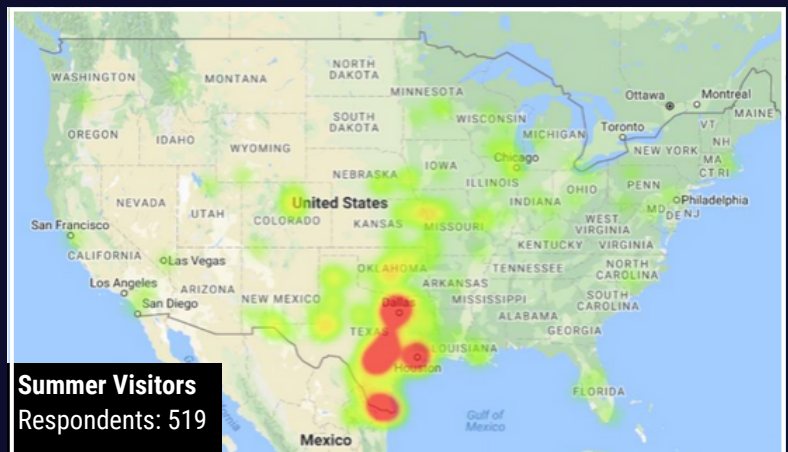 NORTH
DAKOTA
WASHINGTON
MONTANA
MINNESOTA
Ottawa
Montreal
MAINE
SOUTH
DAKOTA
WISCONSIN
OREGON
IDAHO
MICHIGAN
Toronto
VT
NH
WYOMING
NEW YORK
MA
CT RI
IOWA
Chicago
NEBRASKA
ILLINOIS
INDIANA
OHIO
PENN
Philadelphia
NEVADA
UTAH
United States
COLORADO
KANSAS
MISSOURI
WEST
VIRGINIA
MD
DE NJ
San Francisco
CALIFORNIA
KENTUCKY
VIRGINIA
Las Vegas
OKLAHOMA
TENNESSEE
NORTH
CAROLINA
Los Angeles
ARIZONA
NEW MEXICO
ARKANSAS
SOUTH
CAROLINA
San Diego
Dallas
MISSISSIPPI
ALABAMA
GEORGIA
TEXAS
LOUISIANA
Houston
FLORIDA
Gulf of
Mexico
Mexico
Summer Visitors
Respondents: 519